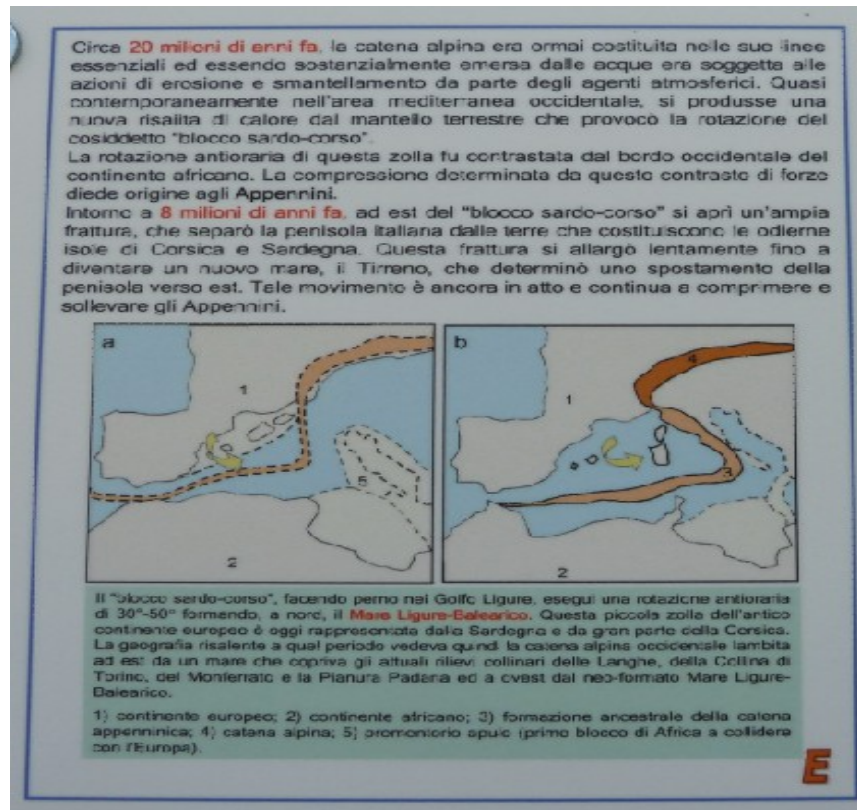 Circa 20 milioni di anni fa, la catena alpina era ormai costituita nelle sue linee
essenziali ed essendo sostanzialmente emersa dalle acque era soggetta alle
azioni di erosione e smantellamento da parte degli agenti atmosferici. Quasi
contemporaneamente nell'area mediterranea occidentale, si produsse una
nuova risalita di calore dal mantello terrestre che provocò la rotazione del
cosiddetto "blocco sardo-corso".
La rotazione antioraria di questa zolla fu contrastata dal bordo occidentale del
continente africano. La compressione determinata da questo contrasto di forze
diede origine agli Appennini.
Intorno a 8 milioni di anni fa, ad est del "blocco sardo-corso" si aprì un'ampia
frattura, che separò la penisola italiana dalle terre che costituiscono le odierne
isole di Corsica e Sardegna. Questa frattura si allargò lentamente fino a
diventare un nuovo mare, il Tirreno, che determinò uno spostamento della
penisola verso est. Tale movimento è ancora in atto e continua a comprimere e
sollevare gli Appennini.
a
b
1
4
1
5
3
2
2
Il "blocco sardo-corso", facendo perno nel Golfo Ligure, eseguì una rotazione antioraria
di 30°-50° formando, a nord, il Mare Ligure-Balearico. Questa piccola zolla dell'antico
continente europeo è oggi rappresentata dalla Sardegna e da gran parte della Corsica.
La geografia risalente a quel periodo vedeva quindi la catena alpina occidentale lambita
ad est da un mare che copriva gli attuali rilievi collinari delle Langhe, della Collina di
Torino, del Monferrato e la Pianura Padana ed a ovest dal neo-formato Mare Ligure-
Balearico.
1) continente europeo; 2) continente africano; 3) formazione ancestrale della catena
appenninica; 4) catena alpina; 5) promontorio apulo (primo blocco di Africa a collidere
con l'Europa).
E